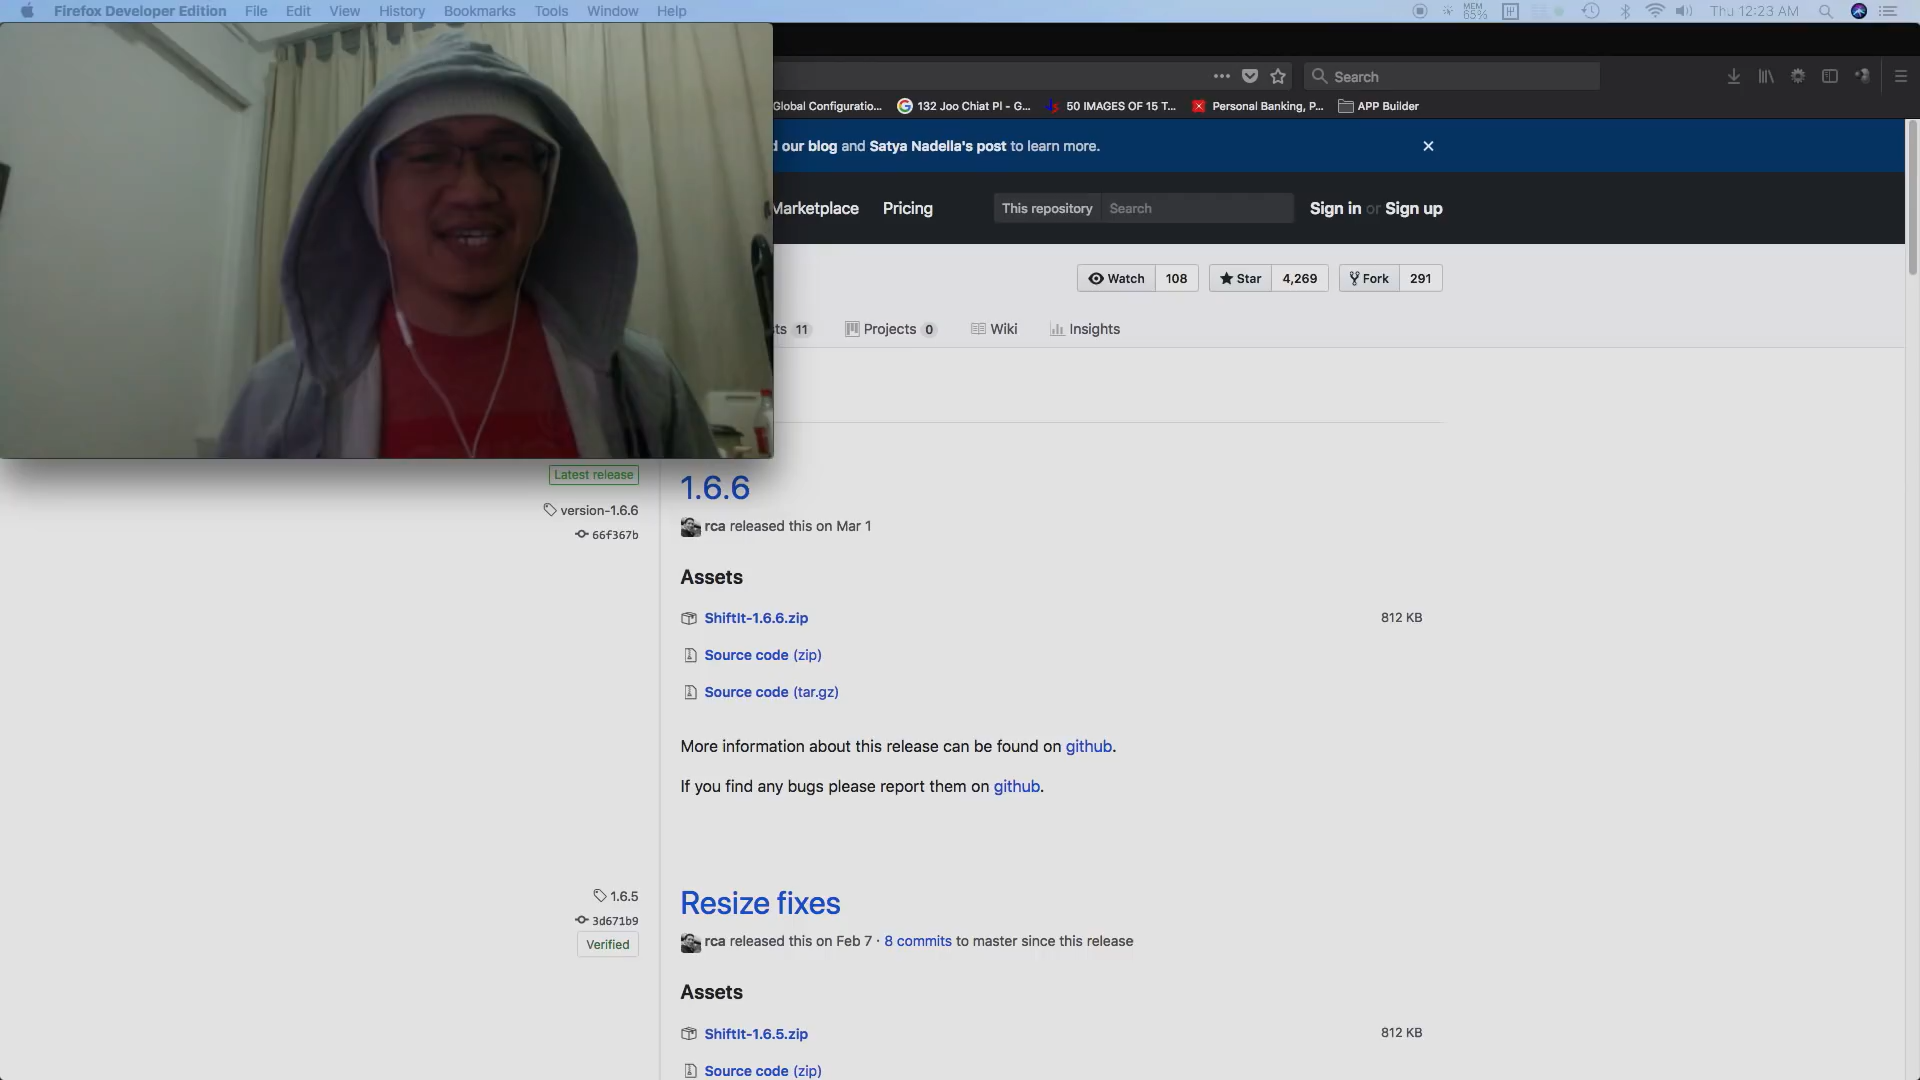 Firefox Developer Edition File Edit View History Bookmarks Tools Window Help MEM 65% Thu 12:23 AM
Search
Global Configuratio... 132 Joo Chiat Pl - G... 50 IMAGES OF 15 T... Personal Banking, P... APP Builder
our blog and Satya Nadella's post to learn more.
Marketplace Pricing This repository Search Sign in or Sign up
Watch 108 Star 4,269 Fork 291
ts 11 Projects 0 Wiki Insights
Latest release
1.6.6
version-1.6.6
rca released this on Mar 1
66f367b
Assets
ShiftIt-1.6.6.zip 812 KB
Source code (zip)
Source code (tar.gz)
More information about this release can be found on github.
If you find any bugs please report them on github.
1.6.5
Resize fixes
3d671b9
rca released this on Feb 7 · 8 commits to master since this release
Verified
Assets
ShiftIt-1.6.5.zip 812 KB
Source code (zip)